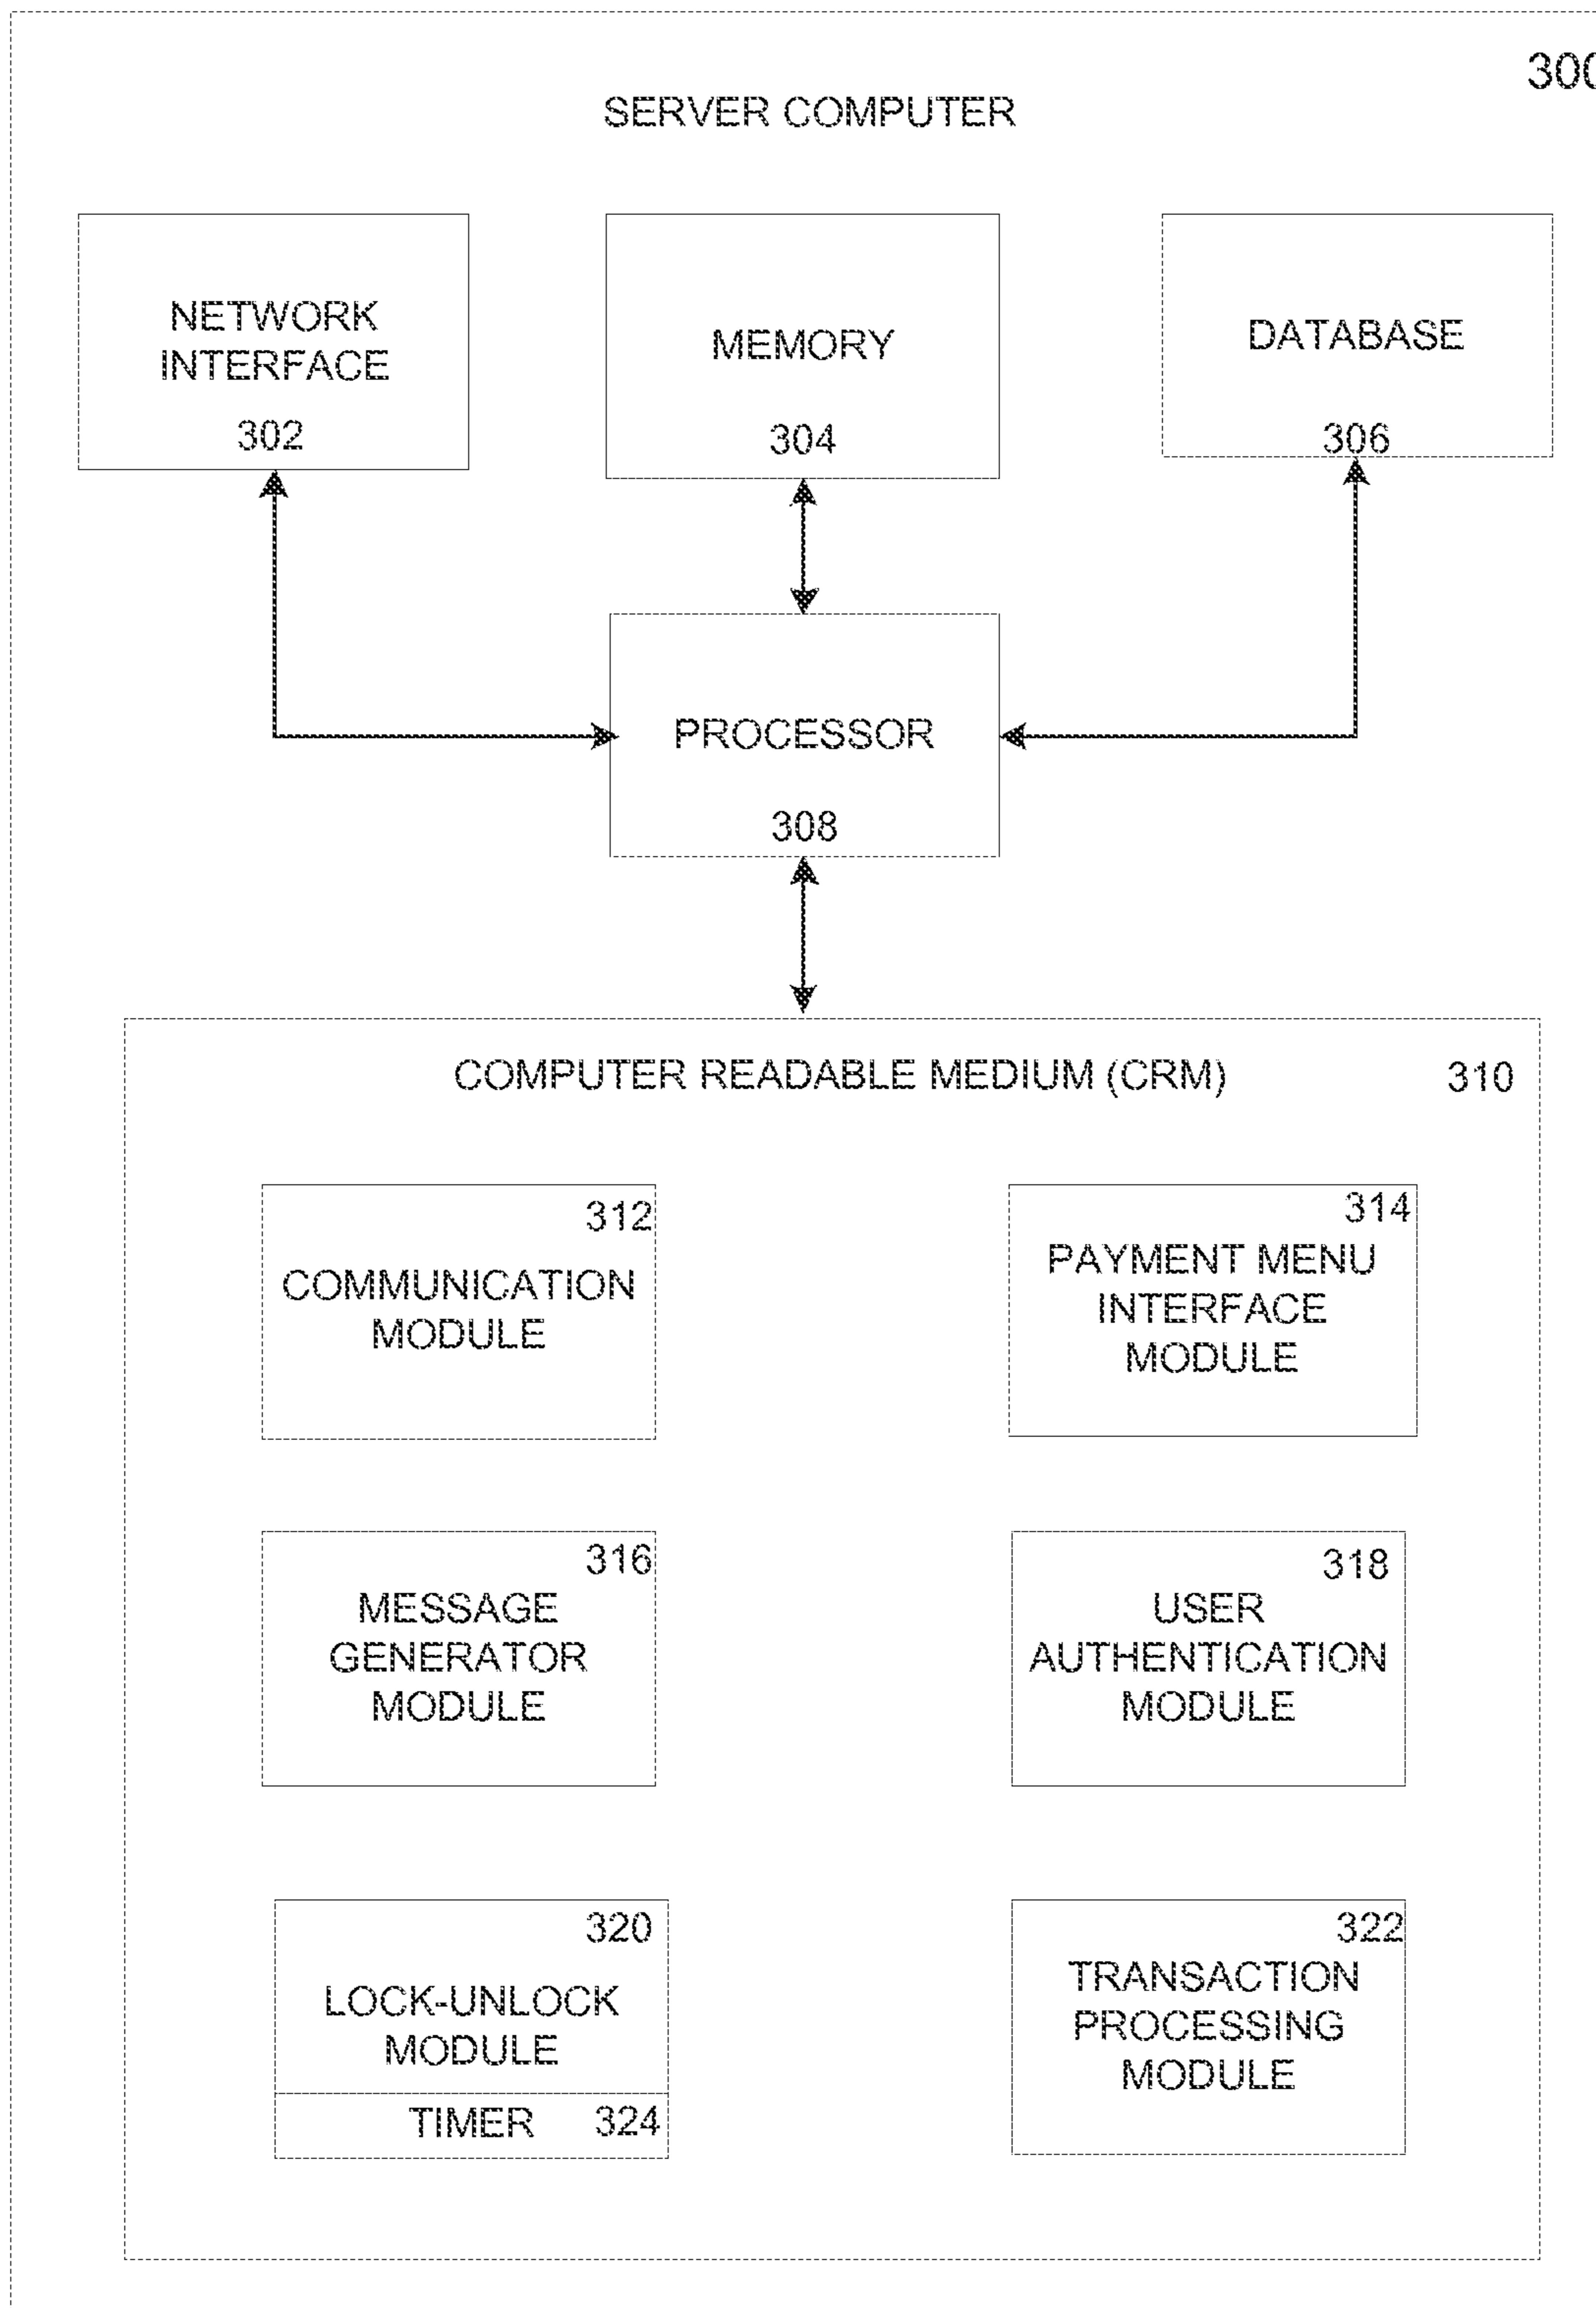 300
SERVER COMPUTER
NETWORK
INTERFACE
302
MEMORY
304
DATABASE
306
PROCESSOR
308
COMPUTER READABLE MEDIUM (CRM)
310
312
COMMUNICATION
MODULE
314
PAYMENT MENU
INTERFACE
MODULE
316
MESSAGE
GENERATOR
MODULE
318
USER
AUTHENTICATION
MODULE
320
LOCK-UNLOCK
MODULE
TIMER 324
322
TRANSACTION
PROCESSING
MODULE